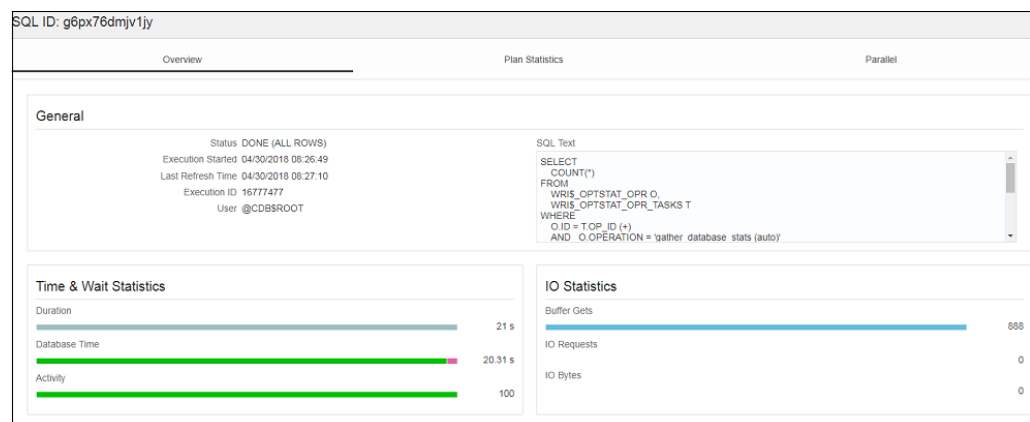 SQL ID: g6px76dmjv1jy
Overview
Plan Statistics
Parallel
General
Status DONE (ALL ROWS)
Execution Started 04/30/2018 08:26:49
Last Refresh Time 04/30/2018 08:27:10
Execution ID 16777477
User @CDB$ROOT
SQL Text
SELECT
COUNT(*)
FROM
WRI$_OPTSTAT_OPR O,
WRI$_OPTSTAT_OPR_TASKS T
WHERE
O.ID = T.OP_ID (+)
AND O.OPERATION = 'gather_database_stats (auto)'
Time & Wait Statistics
Duration
21 s
Database Time
20.31 s
Activity
100
IO Statistics
Buffer Gets
888
IO Requests
0
IO Bytes
0